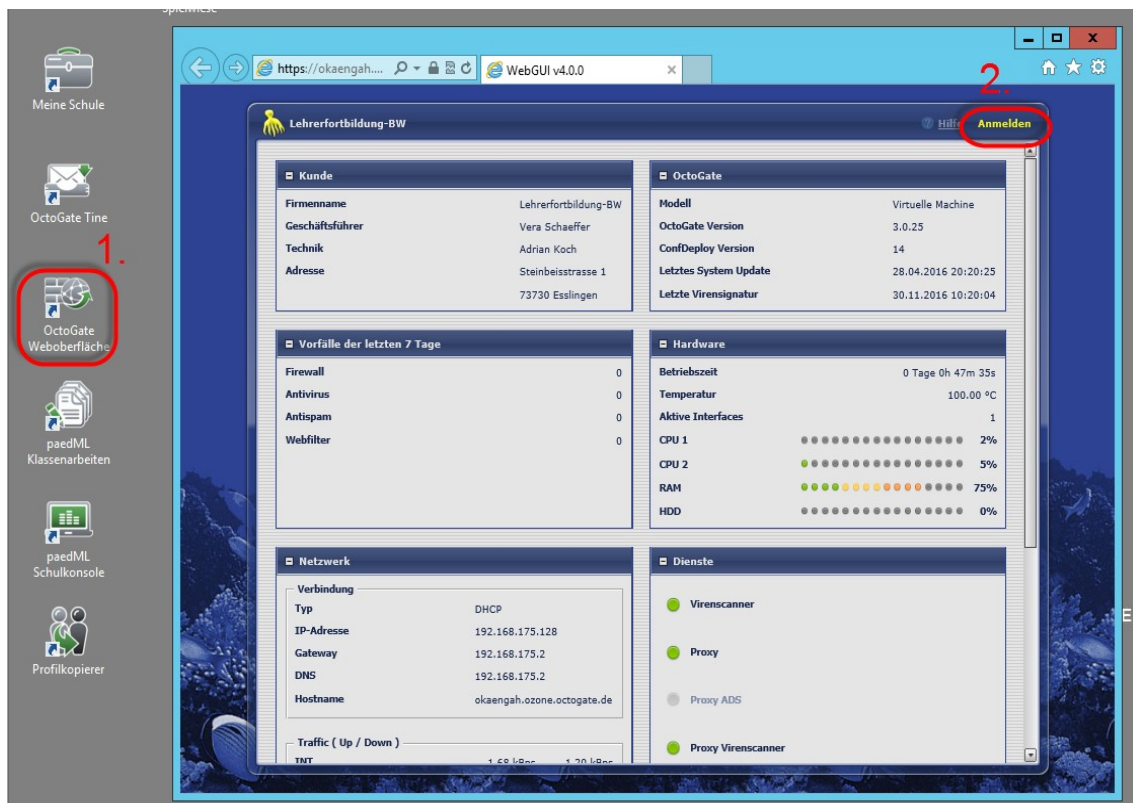 Meine Schule
OctoGate Tine
1.
OctoGate
Weboberfläche
paedML
Klassenarbeiten
paedML
Schulkonsole
Profilkopierer
https://okaengah....
WebGUI v4.0.0
2.
Lehrerfortbildung-BW
Hilfe
Anmelden
Kunde
Firmenname Lehrerfortbildung-BW
Geschäftsführer Vera Schaeffer
Technik Adrian Koch
Adresse Steinbeisstrasse 1
73730 Esslingen
OctoGate
Modell Virtuelle Machine
OctoGate Version 3.0.25
ConfDeploy Version 14
Letztes System Update 28.04.2016 20:20:25
Letzte Virensignatur 30.11.2016 10:20:04
Vorfälle der letzten 7 Tage
Firewall 0
Antivirus 0
Antispam 0
Webfilter 0
Hardware
Betriebszeit 0 Tage 0h 47m 35s
Temperatur 100.00 °C
Aktive Interfaces 1
CPU 1 2%
CPU 2 5%
RAM 75%
HDD 0%
Netzwerk
Verbindung
Typ DHCP
IP-Adresse 192.168.175.128
Gateway 192.168.175.2
DNS 192.168.175.2
Hostname okaengah.ozone.octogate.de
Traffic ( Up / Down )
INT 1.68 kBps 1.20 kBps
Dienste
Virenscanner
Proxy
Proxy ADS
Proxy Virenscanner
E